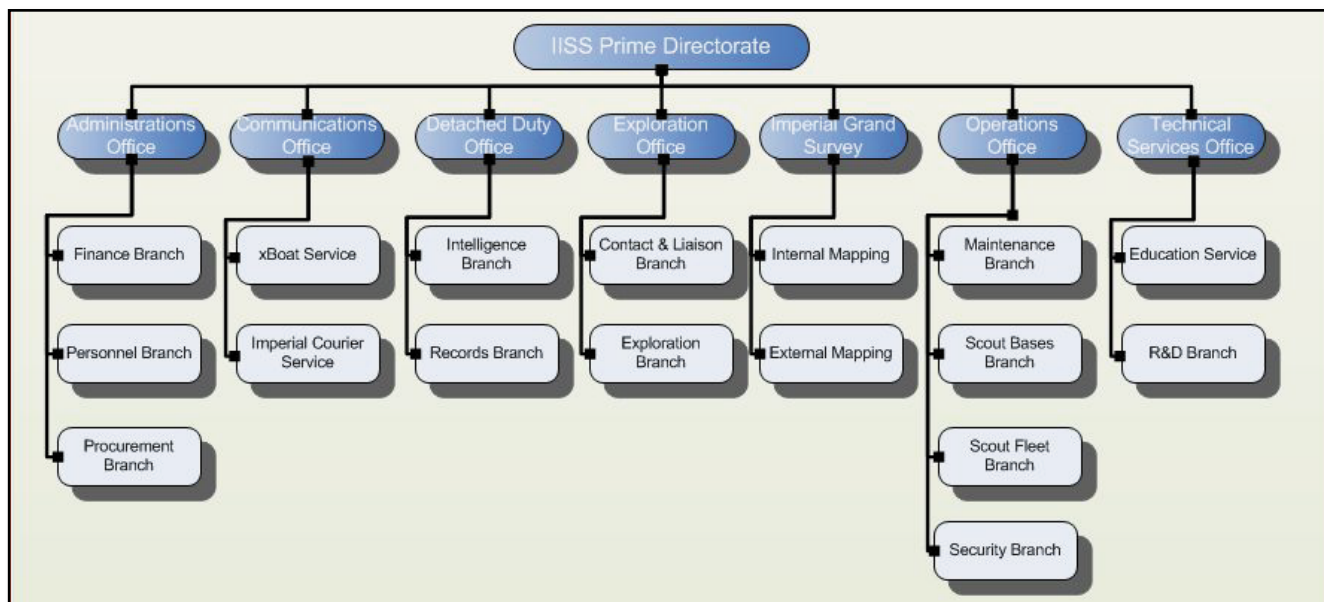 IISS Prime Directorate
Administrations
Office
Communications
Office
Detached Duty
Office
Exploration
Office
Imperial Grand
Survey
Operations
Office
Technical
Services Office
Finance Branch
xBoat Service
Intelligence
Branch
Contact & Liaison
Branch
Internal Mapping
Maintenance
Branch
Education Service
Personnel Branch
Imperial Courier
Service
Records Branch
Exploration
Branch
External Mapping
Scout Bases
Branch
R&D Branch
Procurement
Branch
Scout Fleet
Branch
Security Branch